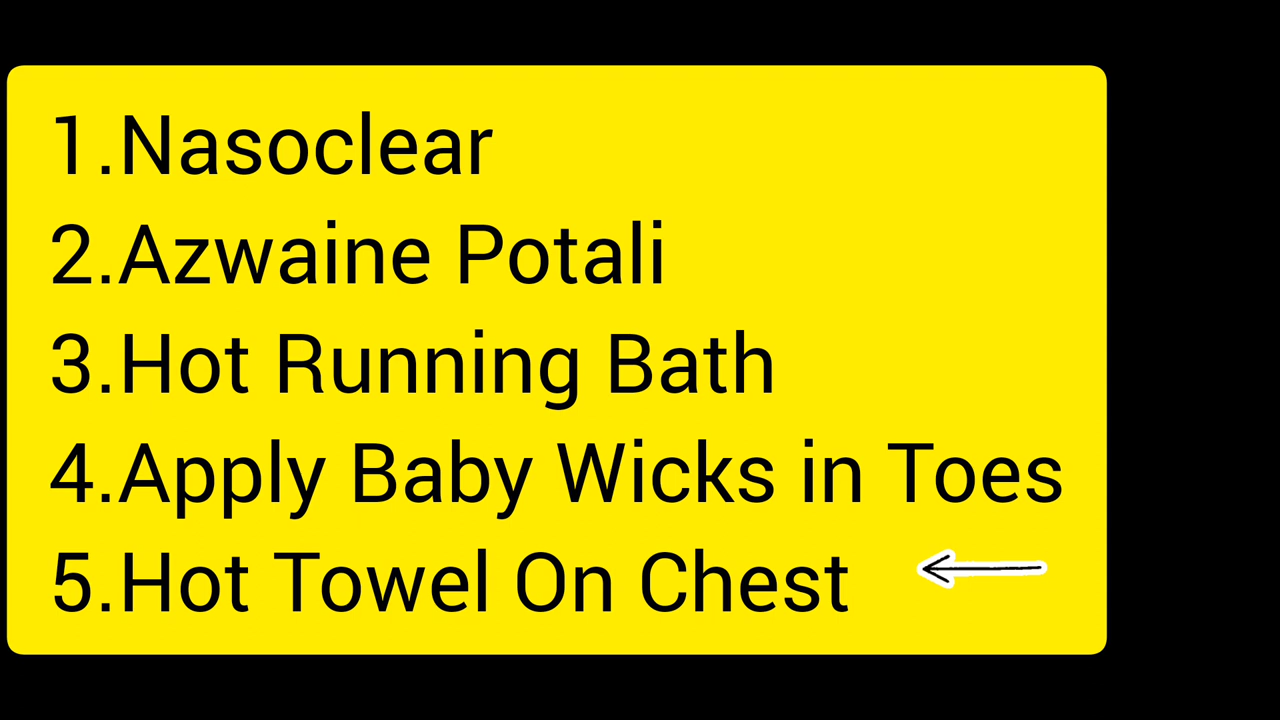 1.Nasoclear
2.Azwaine Potali
3.Hot Running Bath
4.Apply Baby Wicks in Toes
5.Hot Towel On Chest